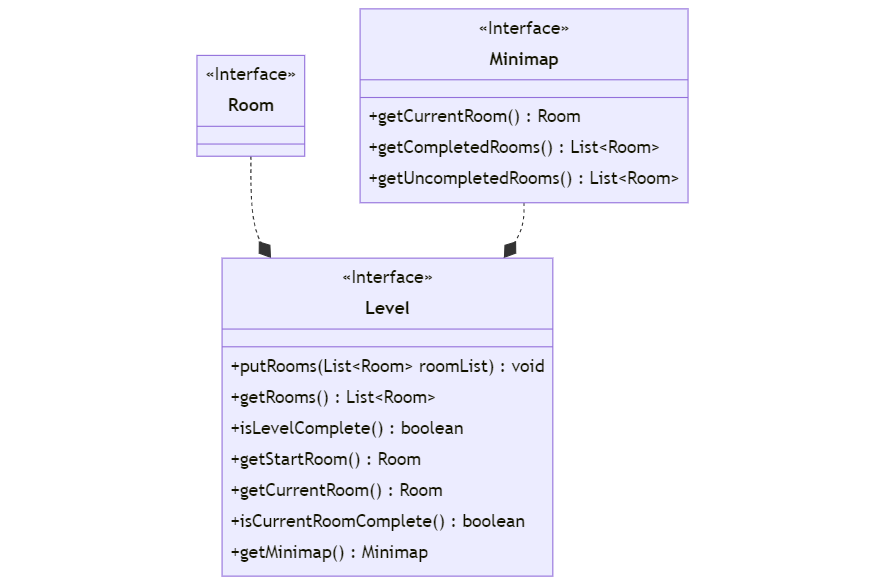 «Interface»
Room
«Interface»
Minimap
+getCurrentRoom() : Room
+getCompletedRooms() : List<Room>
+getUncompletedRooms() : List<Room>
«Interface»
Level
+putRooms(List<Room> roomList) : void
+getRooms() : List<Room>
+isLevelComplete() : boolean
+getStartRoom() : Room
+getCurrentRoom() : Room
+isCurrentRoomComplete() : boolean
+getMinimap() : Minimap